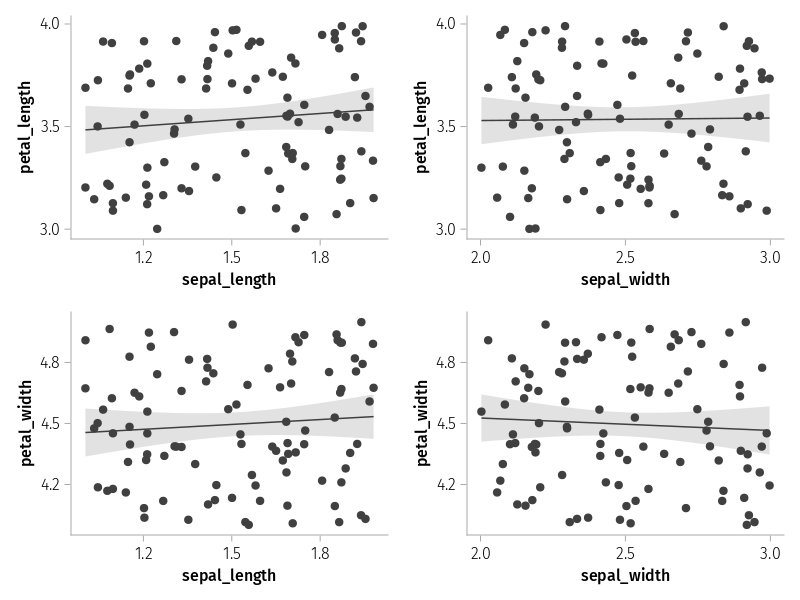 petal_length
4.0
3.5
3.0
1.2 1.5 1.8
sepal_length
petal_length
4.0
3.5
3.0
2.0 2.5 3.0
sepal_width
petal_width
4.8
4.5
4.2
1.2 1.5 1.8
sepal_length
petal_width
4.8
4.5
4.2
2.0 2.5 3.0
sepal_width